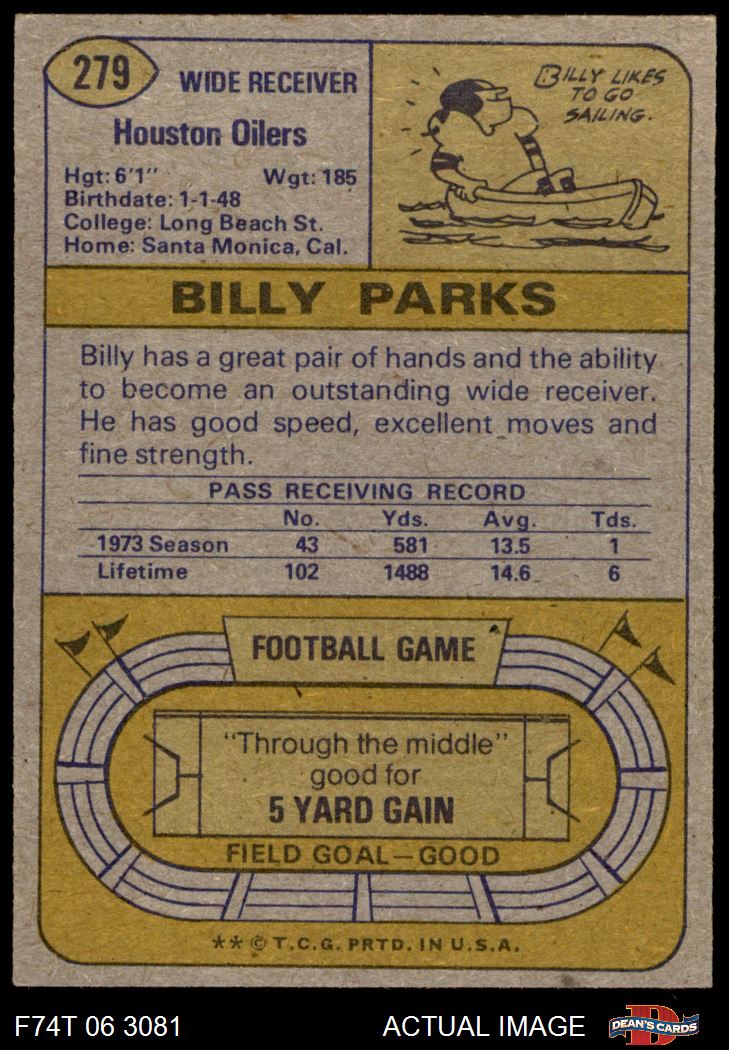 279
WIDE RECEIVER
Houston Oilers
Hgt: 6'1" Wgt: 185
Birthdate: 1-1-48
College: Long Beach St.
Home: Santa Monica, Cal.
BILLY LIKES
TO GO
SAILING.
BILLY PARKS
Billy has a great pair of hands and the ability
to become an outstanding wide receiver.
He has good speed, excellent moves and
fine strength.
PASS RECEIVING RECORD
No. Yds. Avg. Tds.
1973 Season 43 581 13.5 1
Lifetime 102 1488 14.6 6
FOOTBALL GAME
"Through the middle"
good for
5 YARD GAIN
FIELD GOAL—GOOD
** © T.C.G. PRTD. IN U.S.A.
F74T 06 3081 ACTUAL IMAGE
D
DEAN'S CARDS